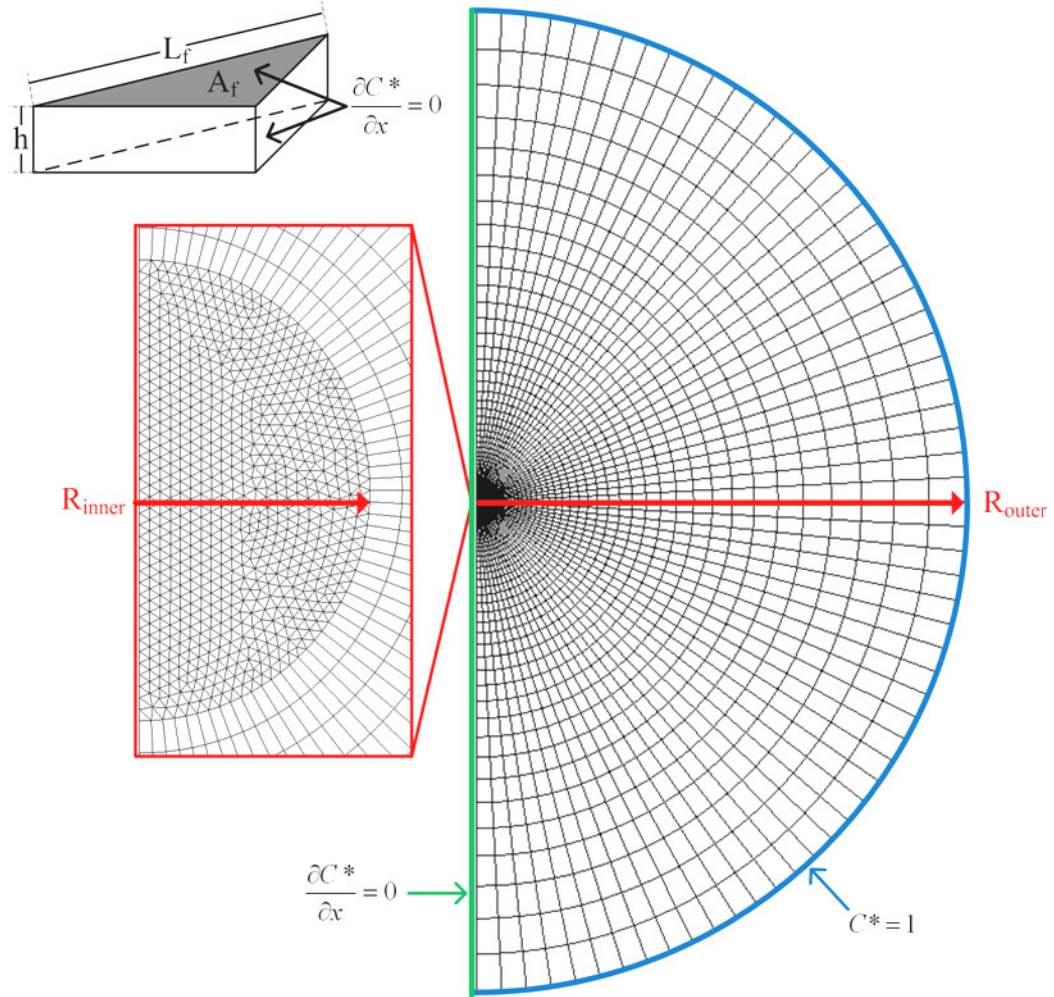 L_f
A_f
∂C*/∂x = 0
h
R_inner
R_outer
∂C*/∂x = 0
C* = 1